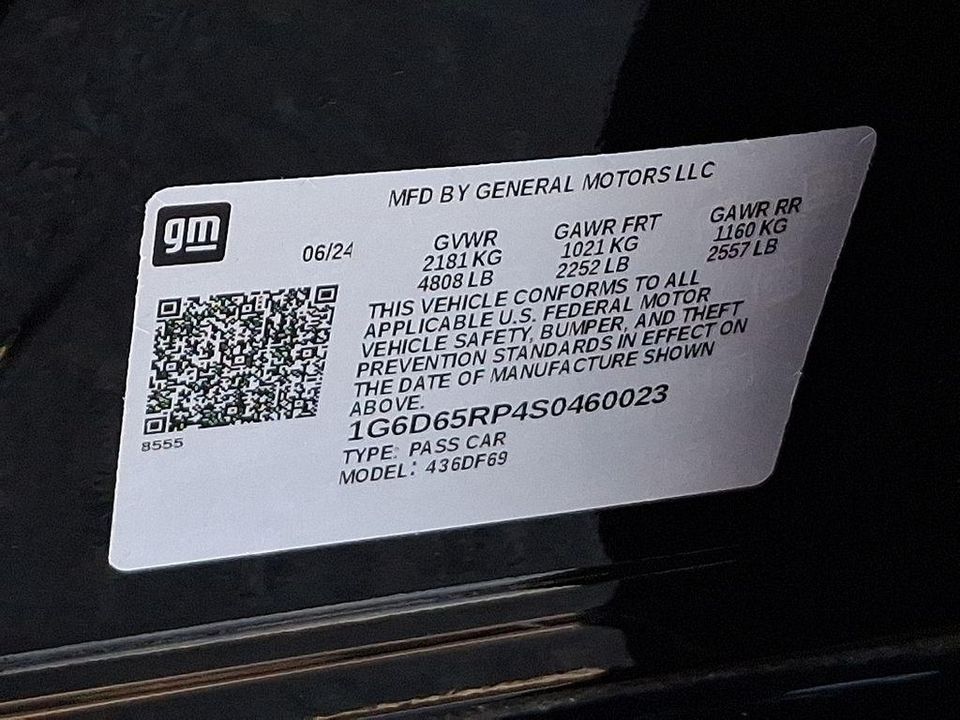 MFD BY GENERAL MOTORS LLC
gm
06/24
GVWR
2181 KG
4808 LB
GAWR FRT
1021 KG
2252 LB
GAWR RR
1160 KG
2557 LB
THIS VEHICLE CONFORMS TO ALL
APPLICABLE U.S. FEDERAL MOTOR
VEHICLE SAFETY, BUMPER, AND THEFT
PREVENTION STANDARDS IN EFFECT ON
THE DATE OF MANUFACTURE SHOWN
ABOVE.
1G6D65RP4S0460023
8555
TYPE: PASS CAR
MODEL: 436DF69